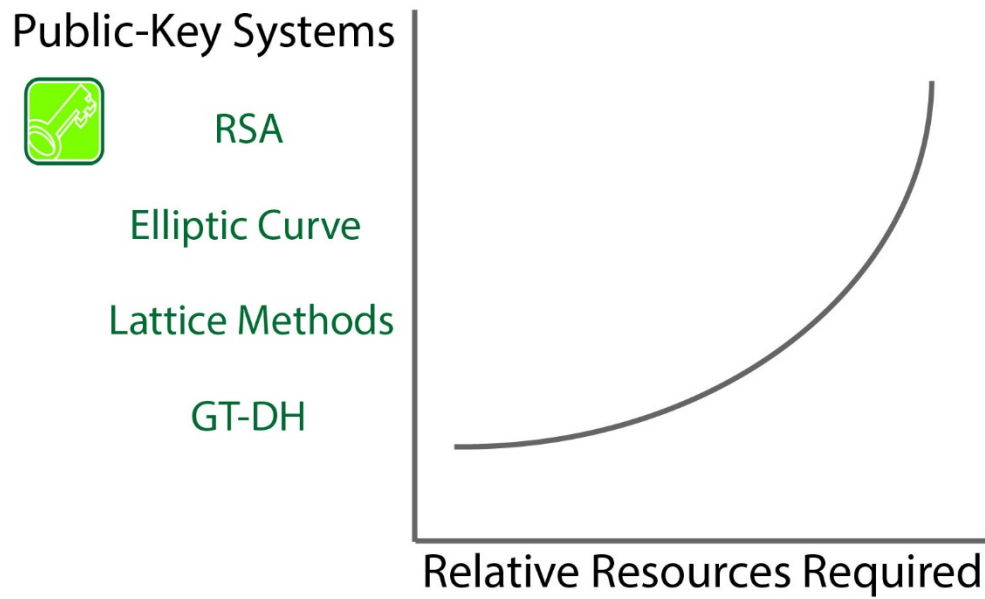 Public-Key Systems
RSA
Elliptic Curve
Lattice Methods
GT-DH
Relative Resources Required